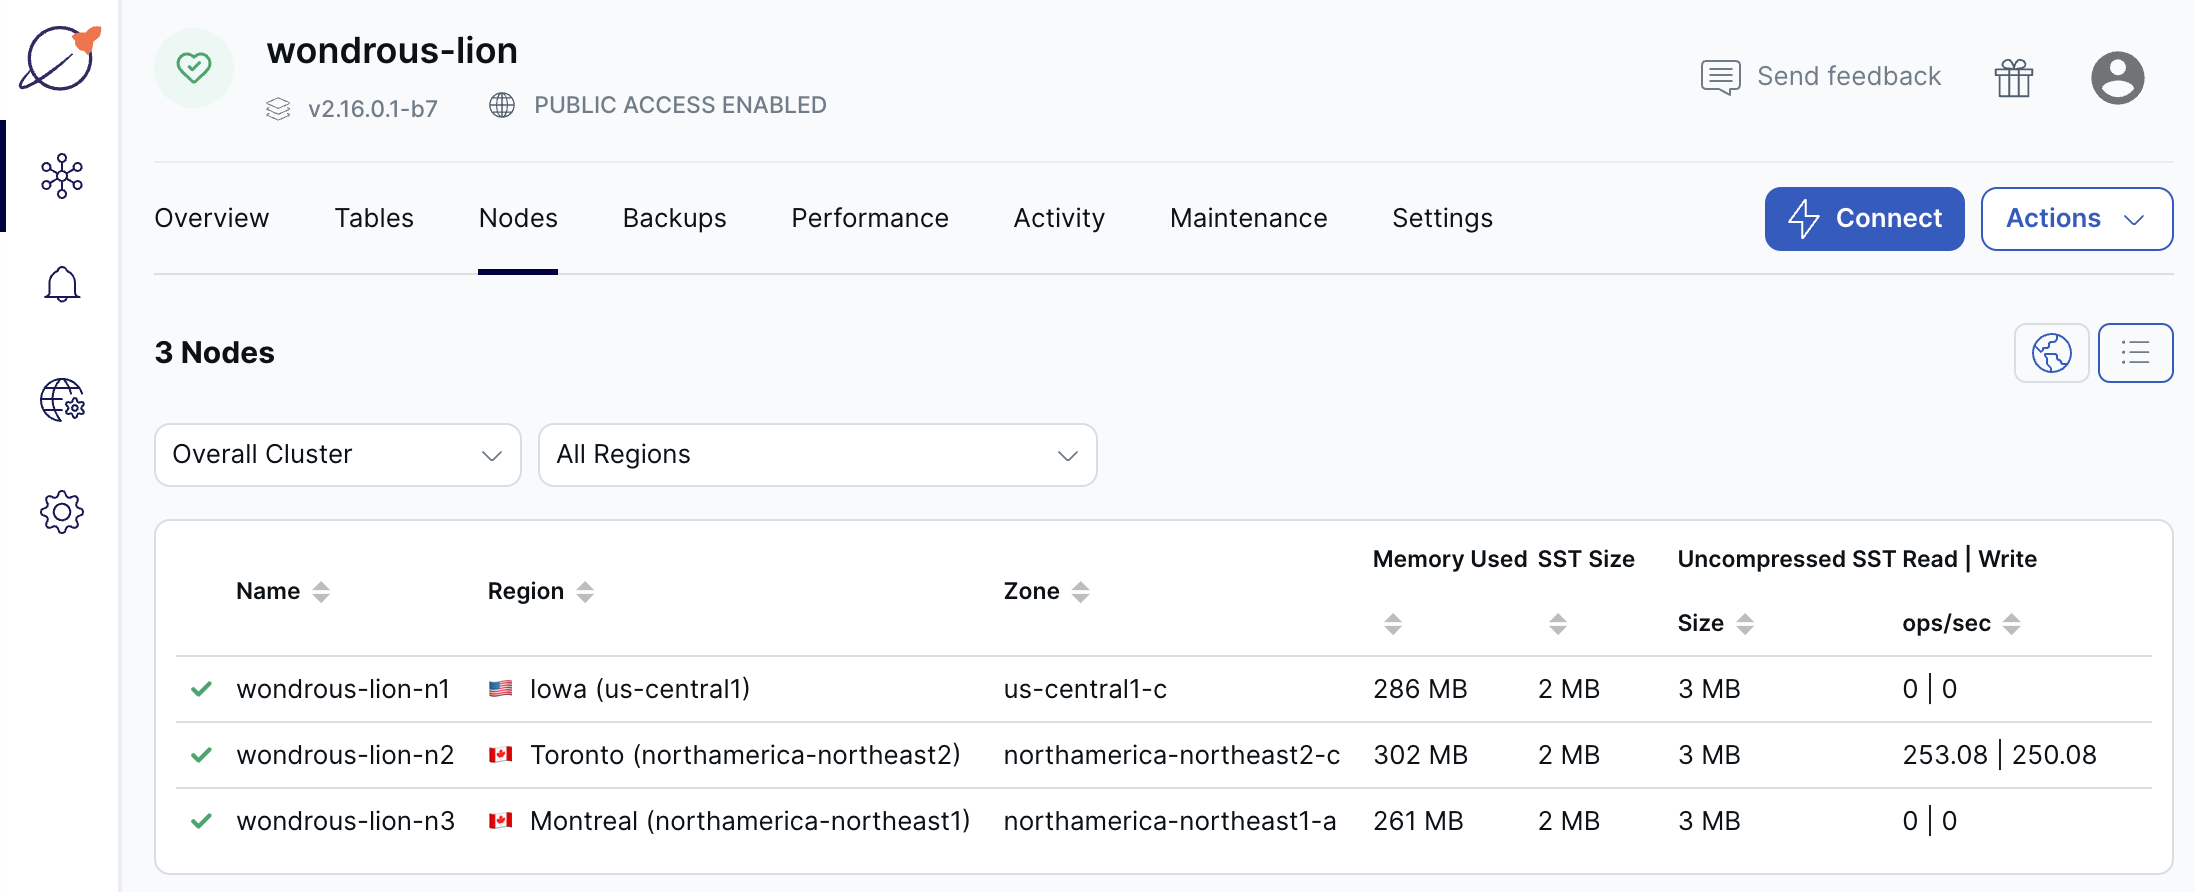 wondrous-lion
v2.16.0.1-b7 PUBLIC ACCESS ENABLED
Send feedback
Overview Tables Nodes Backups Performance Activity Maintenance Settings Connect Actions
3 Nodes
Overall Cluster All Regions
Name Region Zone Memory Used SST Size Uncompressed SST Size Read | Write ops/sec
wondrous-lion-n1 Iowa (us-central1) us-central1-c 286 MB 2 MB 3 MB 0 | 0
wondrous-lion-n2 Toronto (northamerica-northeast2) northamerica-northeast2-c 302 MB 2 MB 3 MB 253.08 | 250.08
wondrous-lion-n3 Montreal (northamerica-northeast1) northamerica-northeast1-a 261 MB 2 MB 3 MB 0 | 0